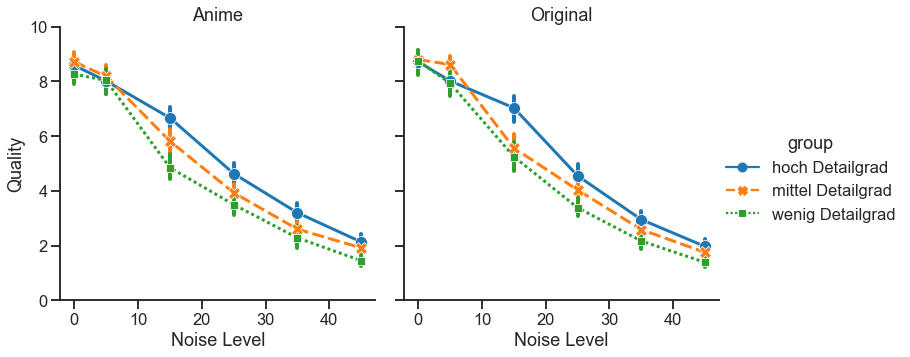 Anime
Original
10
8
6
4
2
0
Quality
0 10 20 30 40
0 10 20 30 40
Noise Level
Noise Level
group
hoch Detailgrad
mittel Detailgrad
wenig Detailgrad